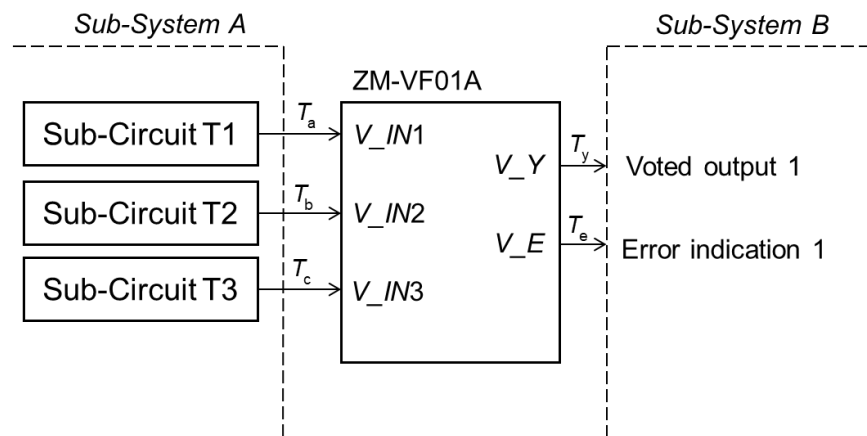 Sub-System A
Sub-System B
ZM-VF01A
Sub-Circuit T1
Ta
V_IN1
V_Y
Ty
Voted output 1
Sub-Circuit T2
Tb
V_IN2
V_E
Te
Error indication 1
Sub-Circuit T3
Tc
V_IN3